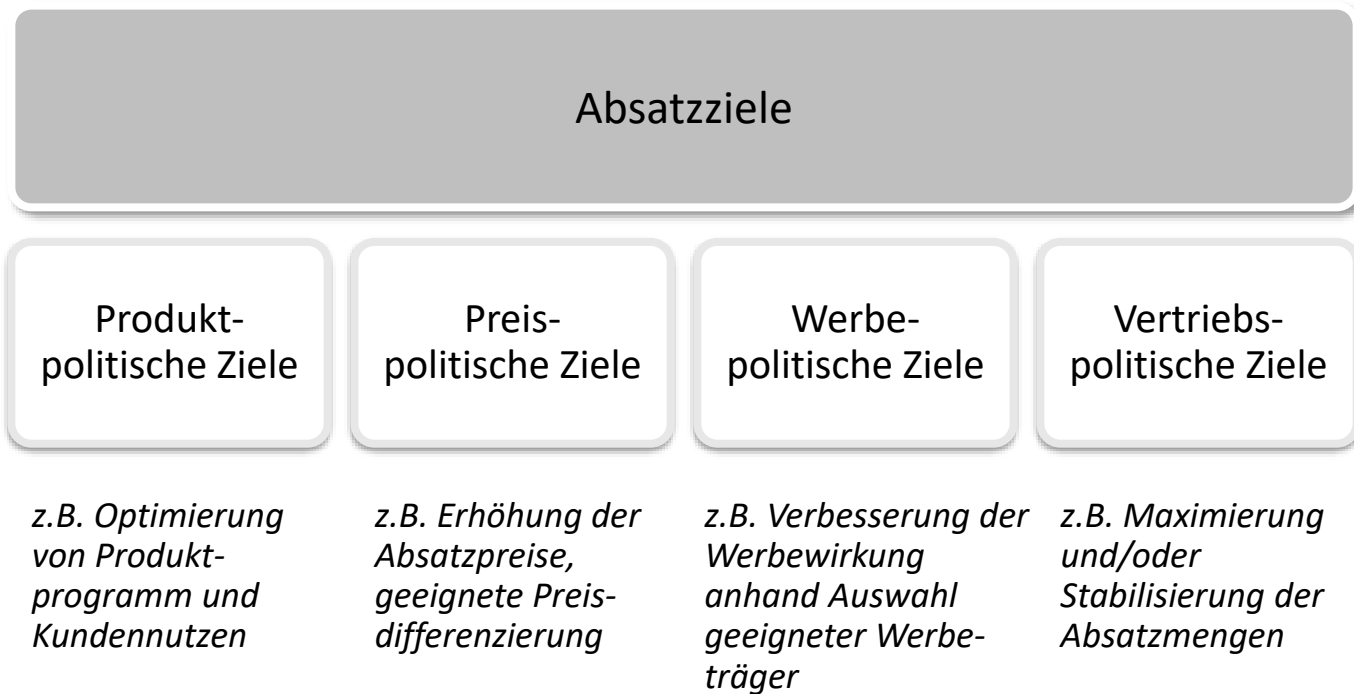 Absatzziele
Produkt-
politische Ziele
Preis-
politische Ziele
Werbe-
politische Ziele
Vertriebs-
politische Ziele
z.B. Optimierung
von Produkt-
programm und
Kundennutzen
z.B. Erhöhung der
Absatzpreise,
geeignete Preis-
differenzierung
z.B. Verbesserung der
Werbewirkung
anhand Auswahl
geeigneter Werbe-
träger
z.B. Maximierung
und/oder
Stabilisierung der
Absatzmengen